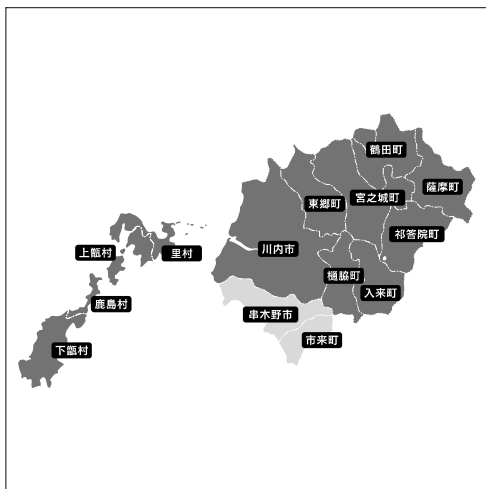 鶴田町
薩摩町
宮之城町
東郷町
祁答院町
川内市
上甑村
里村
樋脇町
入来町
鹿島村
串木野市
市来町
下甑村